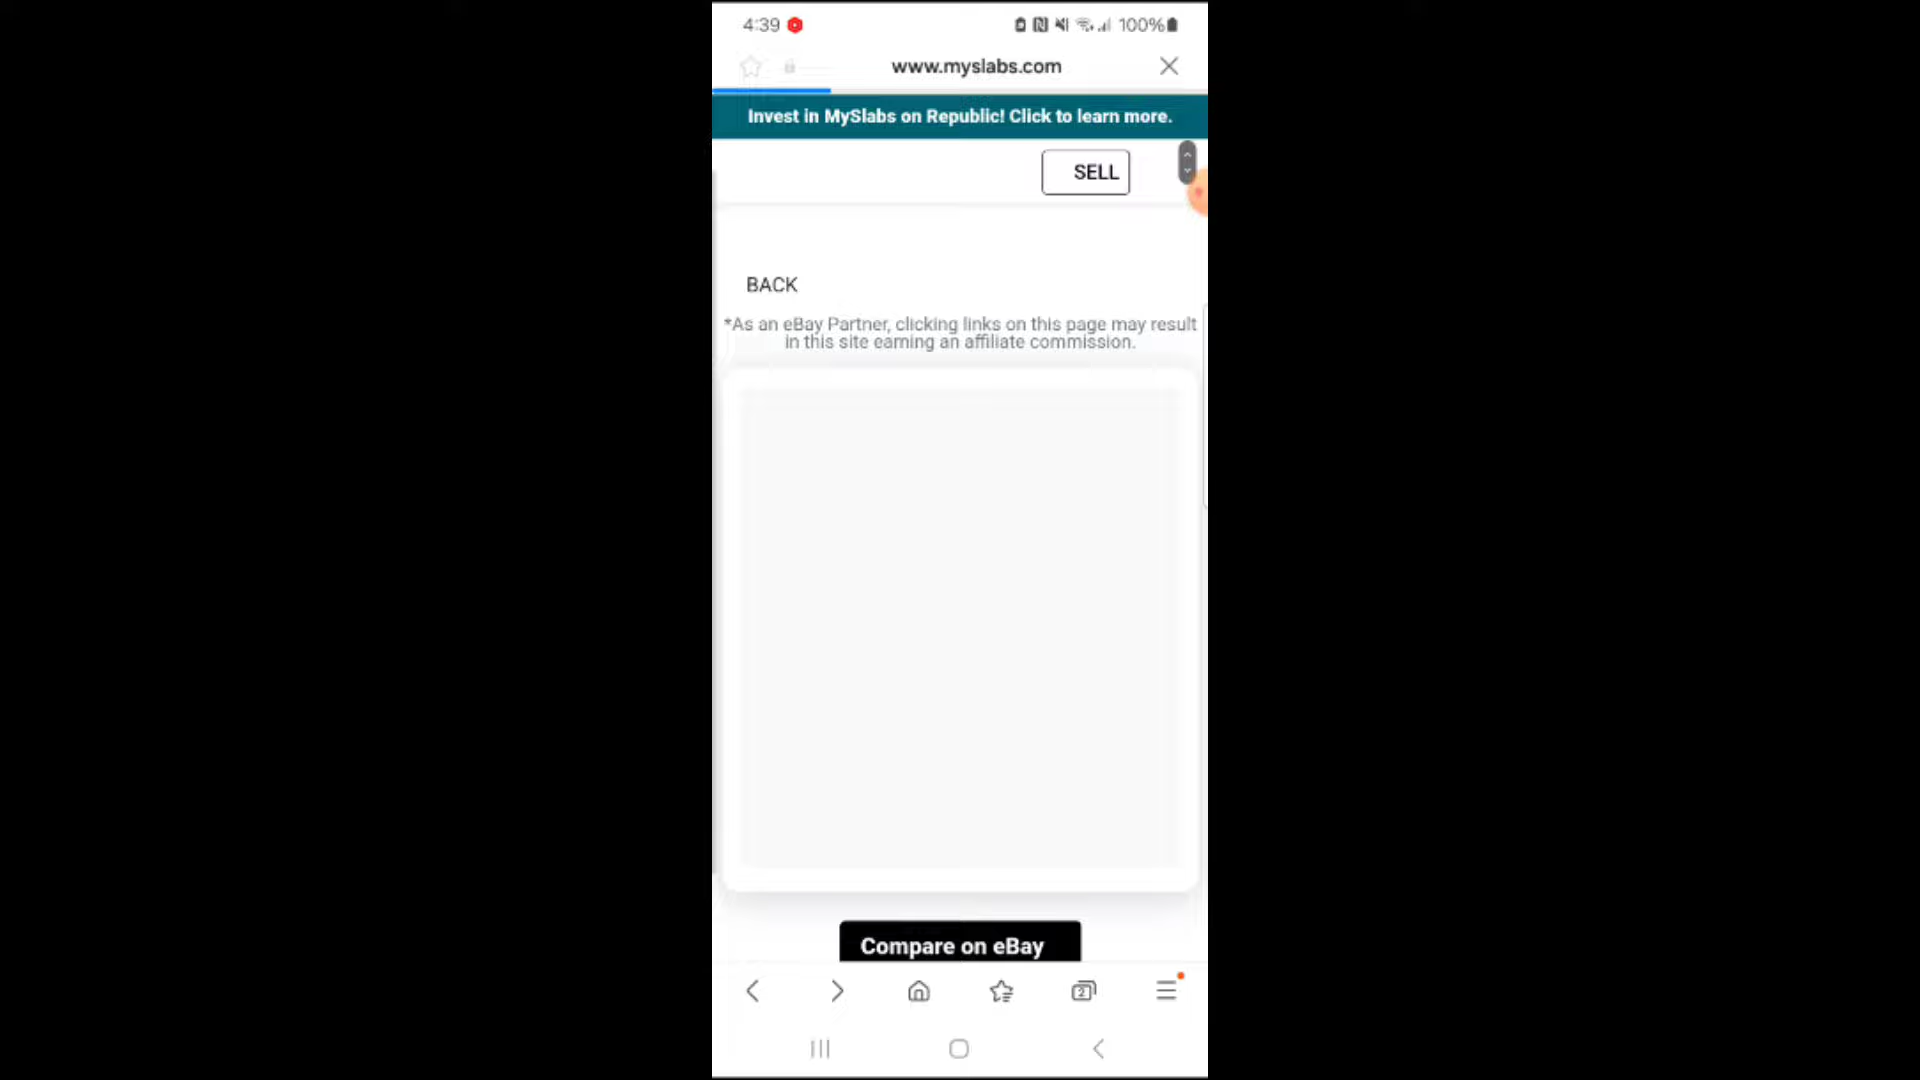 4:39
100%
www.myslabs.com
Invest in MySlabs on Republic! Click to learn more.
SELL
BACK
*As an eBay Partner, clicking links on this page may result
in this site earning an affiliate commission.
Compare on eBay
2